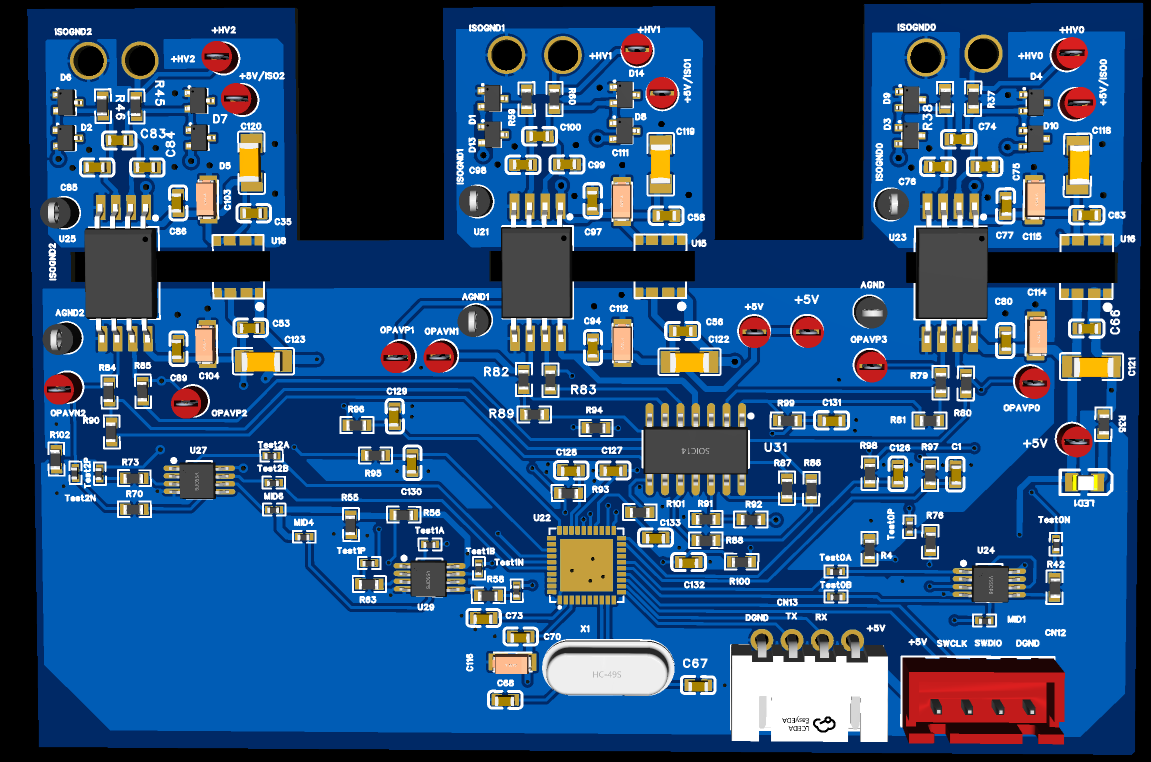 ISOGND2
+HV2
+HV2
+5V/ISO2
D6
R46
R45
D7
D2
C83
C84
C120
D5
C85
C103
C86
C35
U25
U18
ISOGND2
ISOGND1
+HV1
+HV1
D14
+5V/ISO1
D1
R59
R60
D13
C100
D8
C119
C111
C99
ISOGND1
C98
C97
C58
U21
U15
ISOGND0
+HV0
+HV0
D4
+5V/ISO0
D9
R38
R37
D3
C74
D10
C118
C75
ISOGND0
C76
C77
C115
C63
U23
U16
AGND2
C53
C123
R84
R85
C89
C104
OPAVN2
OPAVP2
R90
R102
AGND1
OPAVP1
OPAVN1
C94
C112
C56
C122
+5V
+5V
R82
R83
R89
AGND
OPAVP3
C80
C114
C66
C121
R79
R80
OPAVP0
R81
R35
+5V
LED1
R96
C129
R94
R99
C131
SOIC14
U31
R95
C130
C128
C127
R93
R87
R86
R98
C126
R97
C1
U27
Test2A
Test2B
MID5
Test2P
Test2N
R73
R70
MID4
R55
R56
Test1A
Test1P
R63
U29
Test1B
Test1N
R58
C73
C70
U22
R101
R91
R92
C133
R88
C132
R100
Test0P
R76
R4
Test0A
Test0B
Test0N
U24
R42
MID1
X1
HC-49S
C116
C68
C67
CN13
DGND
TX
RX
+5V
LCEDA
EasyEDA
CN12
+5V
SWCLK
SWDIO
DGND